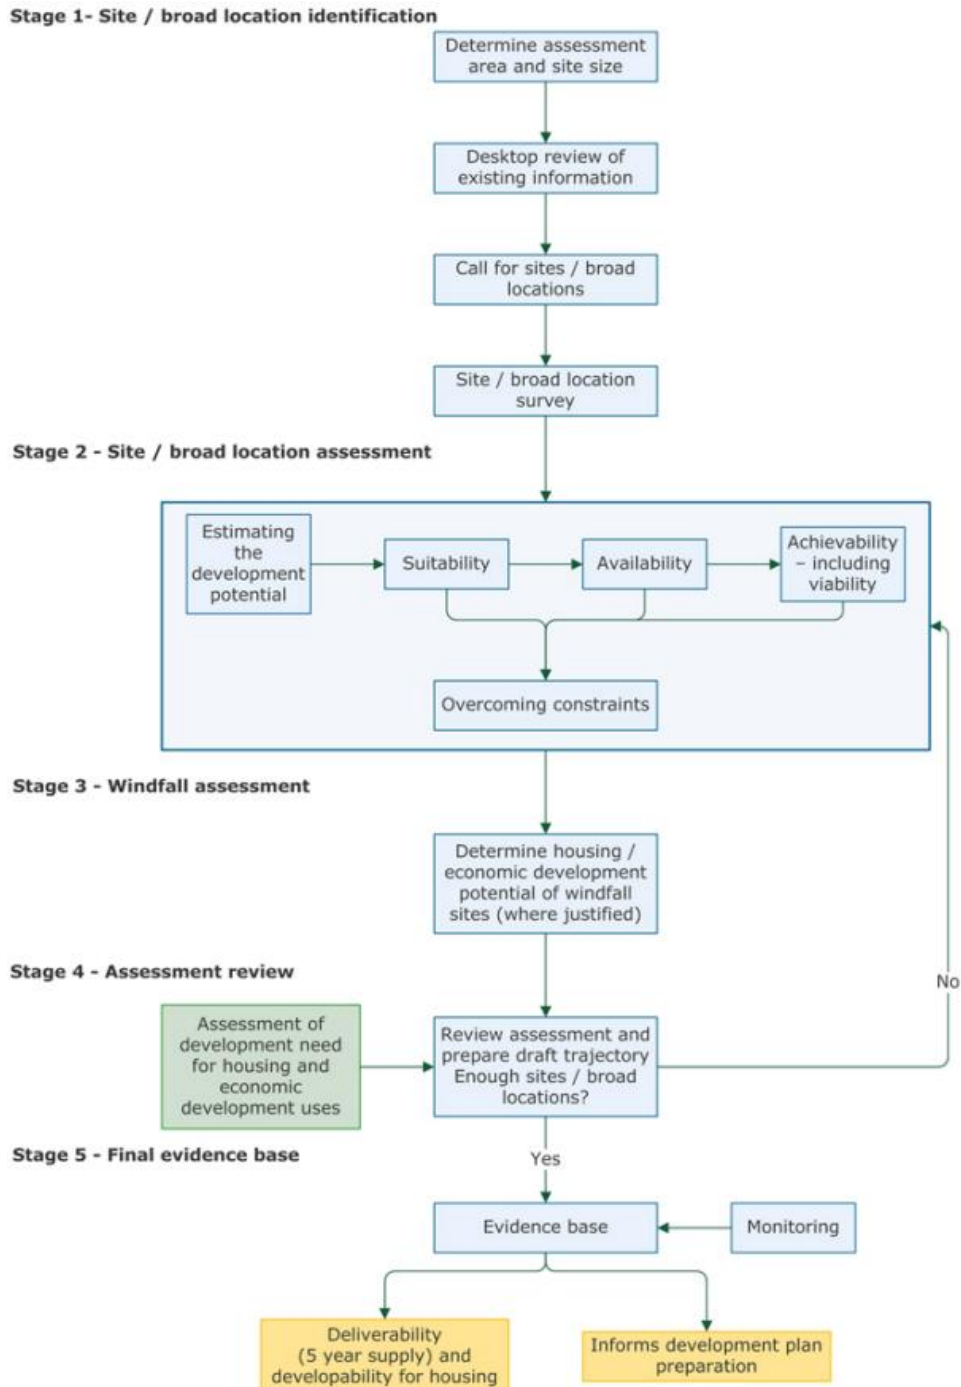 Stage 1- Site / broad location identification
Determine assessment
area and site size
Desktop review of
existing information
Call for sites / broad
locations
Site / broad location
survey
Stage 2 - Site / broad location assessment
Estimating
the
development
potential
Suitability
Availability
Achievability
– including
viability
Overcoming constraints
Stage 3 - Windfall assessment
Determine housing /
economic development
potential of windfall
sites (where justified)
Stage 4 - Assessment review
Assessment of
development need
for housing and
economic
development uses
Review assessment and
prepare draft trajectory
Enough sites / broad
locations?
No
Stage 5 - Final evidence base
Yes
Evidence base
Monitoring
Deliverability
(5 year supply) and
developability for housing
Informs development plan
preparation